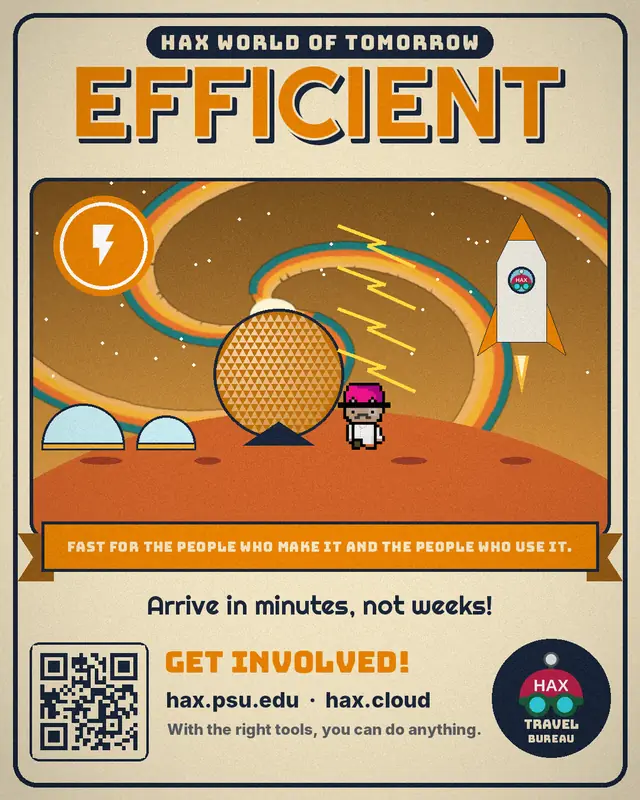 HAX WORLD OF TOMORROW
EFFICIENT
HAX
FAST FOR THE PEOPLE WHO MAKE IT AND THE PEOPLE WHO USE IT.
Arrive in minutes, not weeks!
GET INVOLVED!
hax.psu.edu · hax.cloud
With the right tools, you can do anything.
HAX
TRAVEL
BUREAU